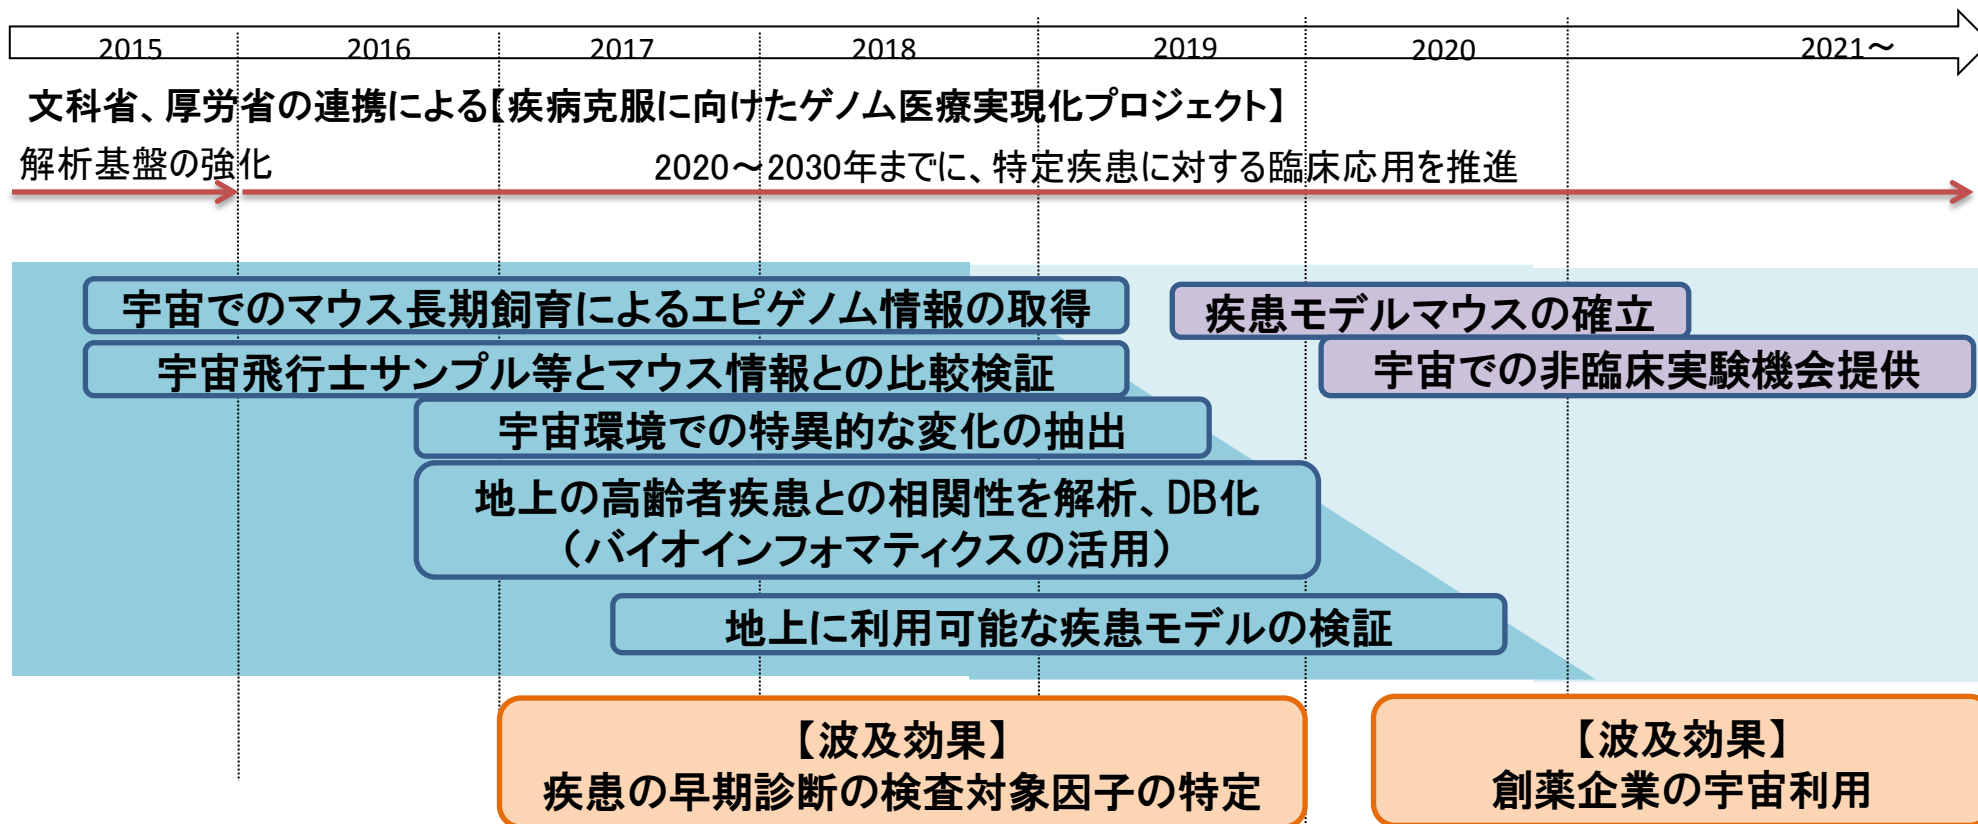 2015 2016 2017 2018 2019 2020 2021～
文科省、厚労省の連携による【疾病克服に向けたゲノム医療実現化プロジェクト】
解析基盤の強化
2020～2030年までに、特定疾患に対する臨床応用を推進
宇宙でのマウス長期飼育によるエピゲノム情報の取得
疾患モデルマウスの確立
宇宙飛行士サンプル等とマウス情報との比較検証
宇宙での非臨床実験機会提供
宇宙環境での特異的な変化の抽出
地上の高齢者疾患との相関性を解析、DB化
（バイオインフォマティクスの活用）
地上に利用可能な疾患モデルの検証
【波及効果】
疾患の早期診断の検査対象因子の特定
【波及効果】
創薬企業の宇宙利用